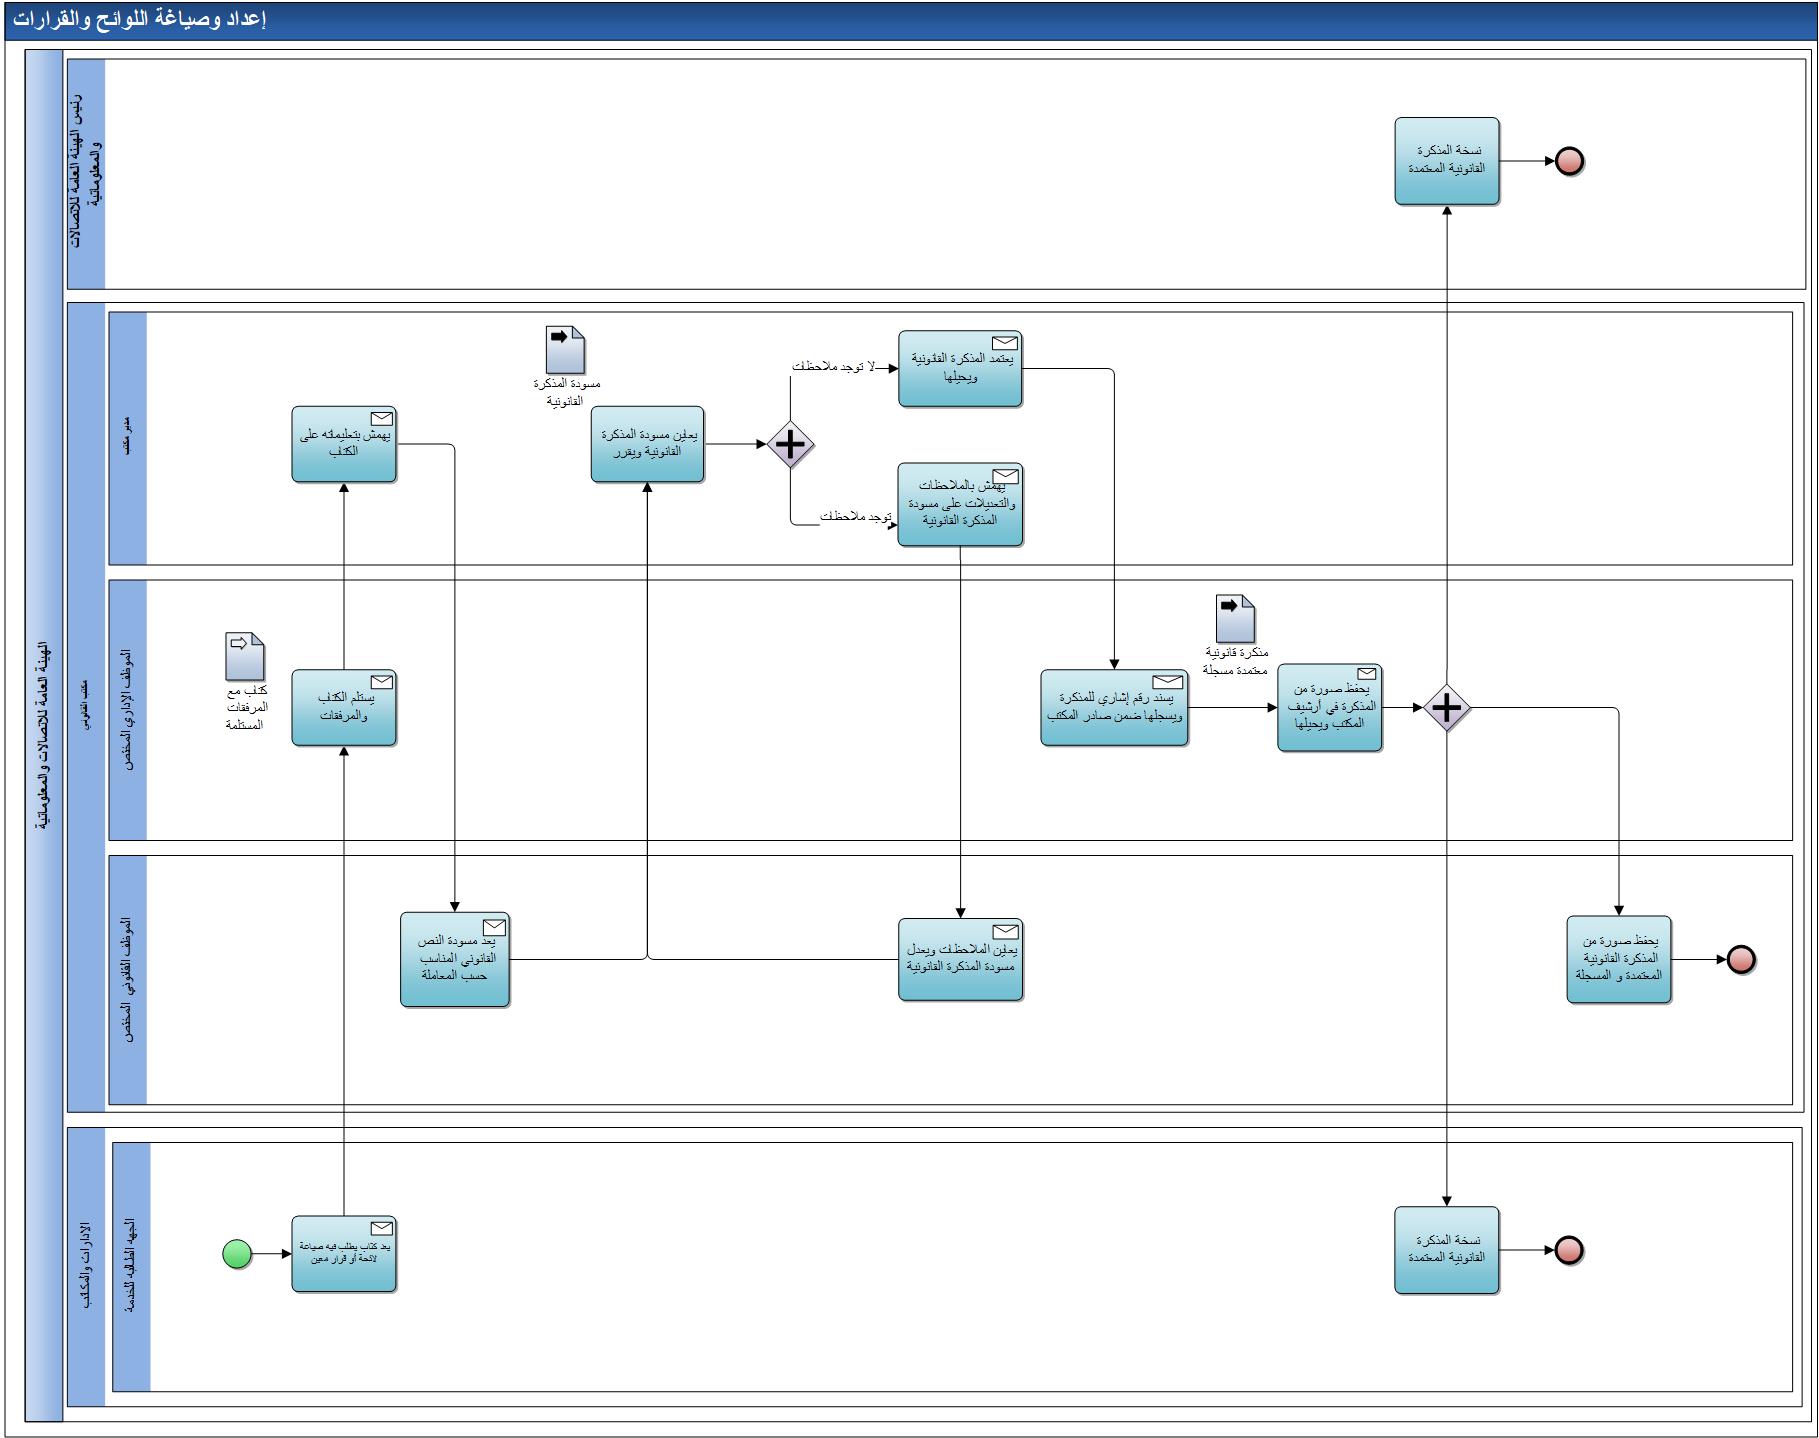 إعداد وصياغة اللوائح والقرارات
الهيئة العامة للاتصالات والمعلوماتية
رئيس الهيئة العامة للاتصالات
والمعلوماتية
نسخة المذكرة
القانونية المعتمدة
مكتب القانوني
مدير مكتب
يهمش بتعليماته على
الكتاب
مسودة المذكرة
القانونية
يعاين مسودة المذكرة
القانونية ويقرر
لا توجد ملاحظات
يعتمد المذكرة القانونية
ويحيلها
توجد ملاحظات
يهمش بالملاحظات
والتعديلات على مسودة
المذكرة القانونية
الموظف الإداري المختص
كتاب مع
المرفقات
المستلمة
يستلم الكتاب
والمرفقات
يسند رقم إشاري للمذكرة
ويسجلها ضمن صادر المكتب
مذكرة قانونية
معتمدة مسجلة
يحفظ صورة من
المذكرة في أرشيف
المكتب ويحيلها
الموظف القانوني المختص
يعد مسودة النص
القانوني المناسب
حسب المعاملة
يعاين الملاحظات ويعدل
مسودة المذكرة القانونية
يحفظ صورة من
المذكرة القانونية
المعتمدة و المسجلة
الادارات والمكاتب
الجهة الطالبة للخدمة
يعد كتاب يطلب فيه صياغة
لائحة أو قرار معين
نسخة المذكرة
القانونية المعتمدة